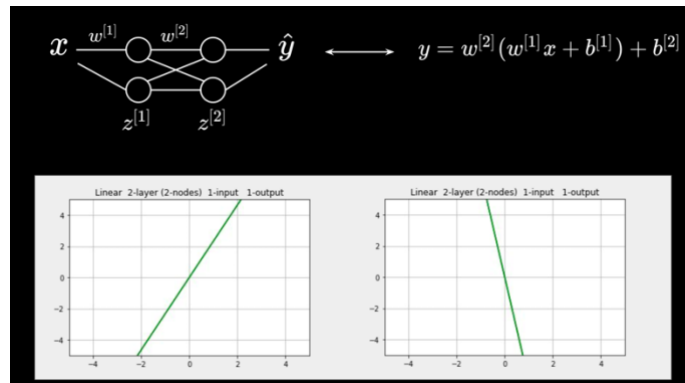 x w^[1] w^[2] ŷ ⟷ y = w^[2](w^[1]x + b^[1]) + b^[2]
z^[1] z^[2]
Linear 2-layer (2-nodes) 1-input 1-output
4
2
0
−2
−4
−4 −2 0 2 4
Linear 2-layer (2-nodes) 1-input 1-output
4
2
0
−2
−4
−4 −2 0 2 4